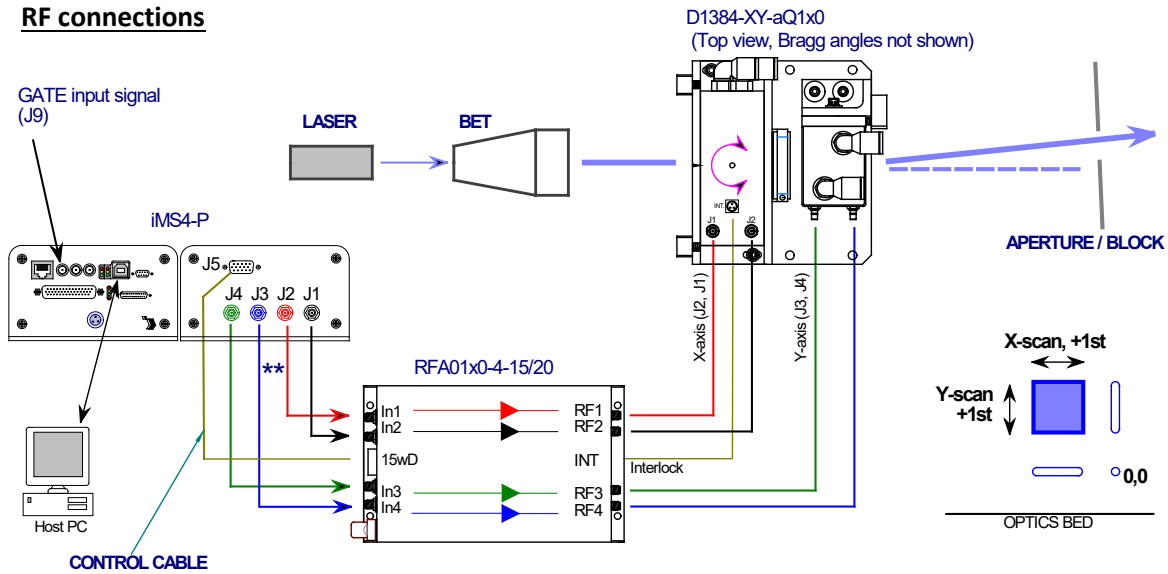 RF connections
D1384-XY-aQ1x0
(Top view, Bragg angles not shown)
GATE input signal
(J9)
LASER
BET
INT.
J1
J2
iMS4-P
APERTURE / BLOCK
J5
J4
J3
J2
J1
X-axis (J2, J1)
Y-axis (J3, J4)
**
RFA01x0-4-15/20
X-scan, +1st
Y-scan
+1st
In1
RF1
In2
RF2
15wD
INT
Interlock
0,0
In3
RF3
In4
RF4
Host PC
OPTICS BED
CONTROL CABLE